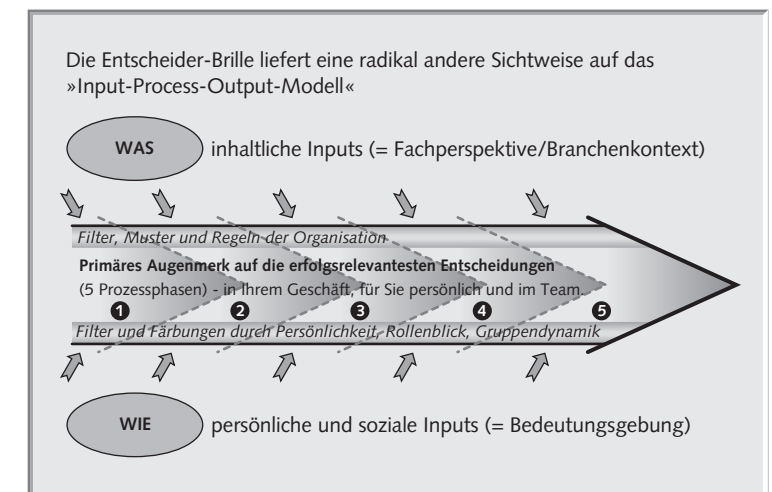 Die Entscheider-Brille liefert eine radikal andere Sichtweise auf das
»Input-Process-Output-Modell«
WAS
inhaltliche Inputs (= Fachperspektive/Branchenkontext)
Filter, Muster und Regeln der Organisation
Primäres Augenmerk auf die erfolgsrelevantesten Entscheidungen
(5 Prozessphasen) - in Ihrem Geschäft, für Sie persönlich und im Team.
1 2 3 4 5
Filter und Färbungen durch Persönlichkeit, Rollenblick, Gruppendynamik
WIE
persönliche und soziale Inputs (= Bedeutungsgebung)